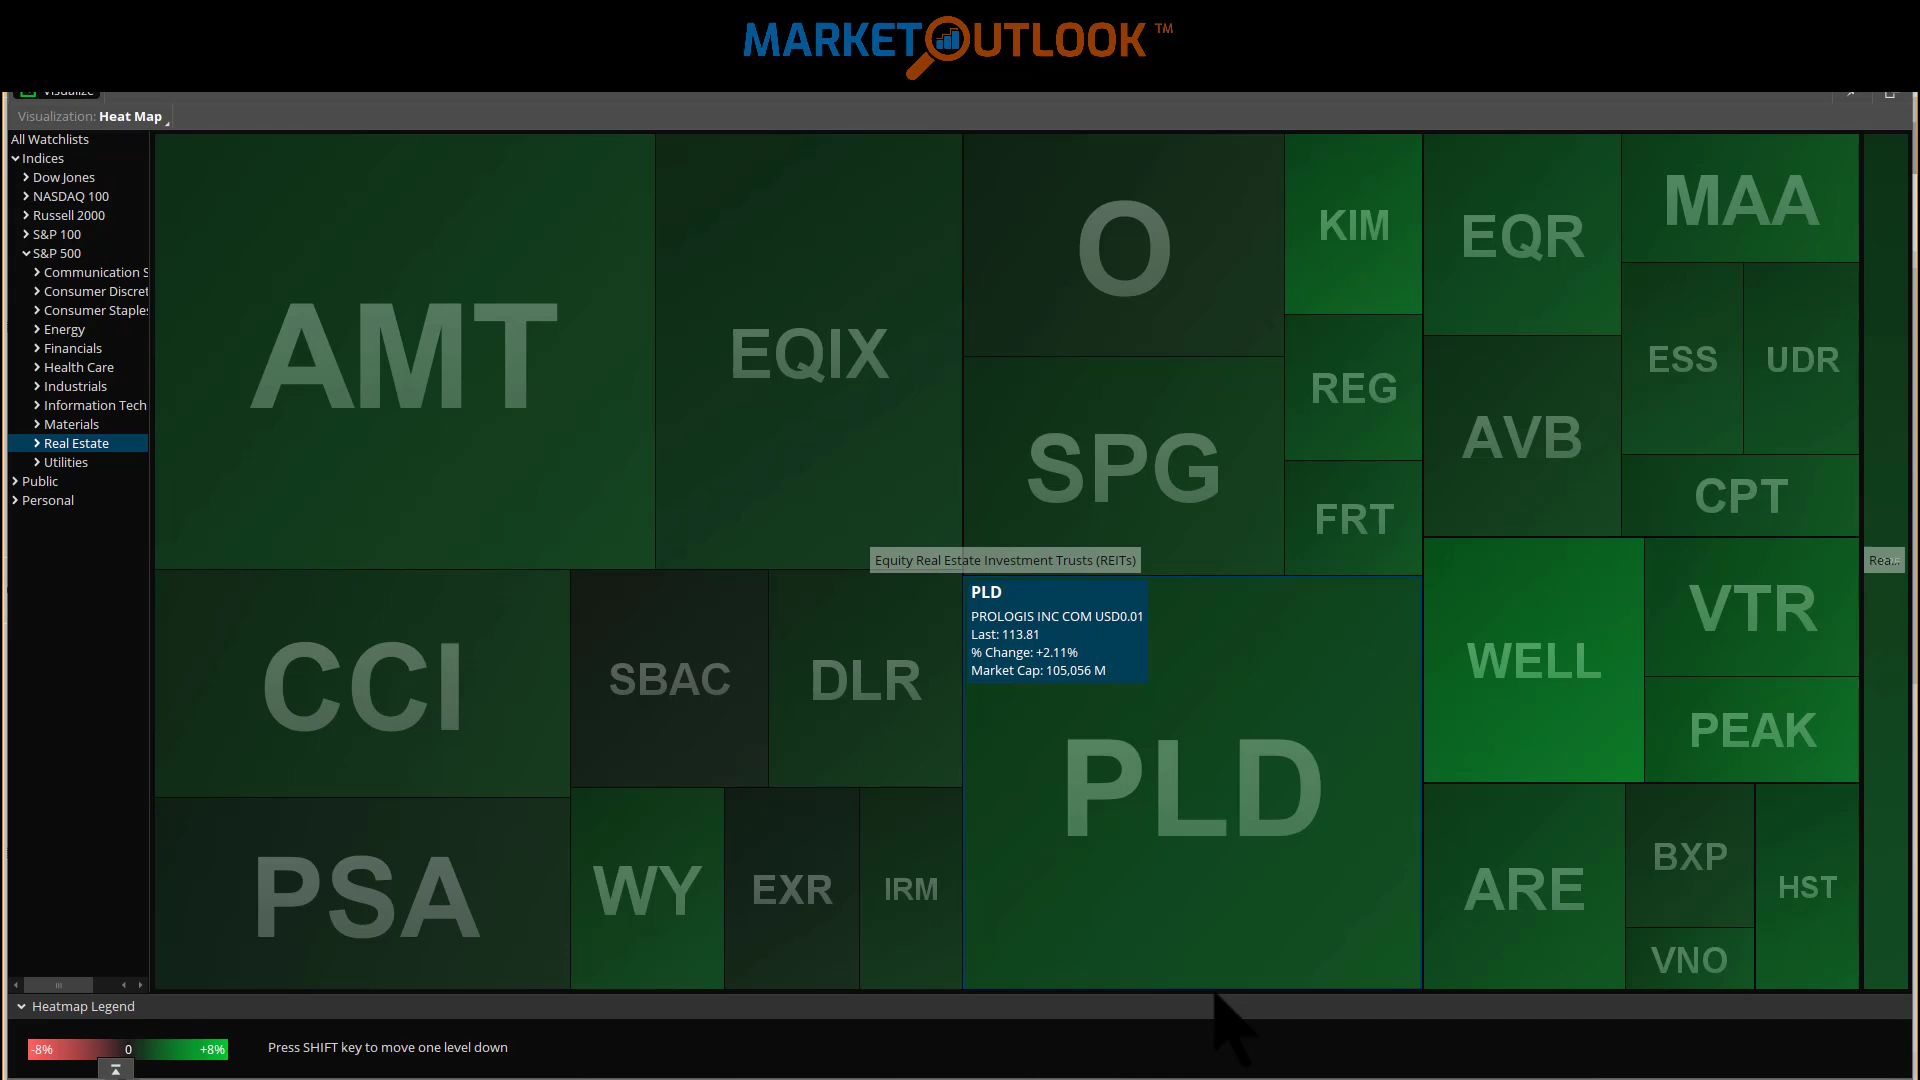 MARKETOUTLOOK™
Visualize
Visualization: Heat Map
All Watchlists
Indices
Dow Jones
NASDAQ 100
Russell 2000
S&P 100
S&P 500
Communication S
Consumer Discret
Consumer Staples
Energy
Financials
Health Care
Industrials
Information Tech
Materials
Real Estate
Utilities
Public
Personal
AMT
EQIX
O
KIM
EQR
MAA
REG
ESS
UDR
SPG
AVB
FRT
CPT
Equity Real Estate Investment Trusts (REITs)
Rea...
CCI
SBAC
DLR
PLD
PROLOGIS INC COM USD0.01
Last: 113.81
% Change: +2.11%
Market Cap: 105,056 M
PLD
WELL
VTR
PEAK
PSA
WY
EXR
IRM
ARE
BXP
HST
VNO
Heatmap Legend
-8% 0 +8%
Press SHIFT key to move one level down